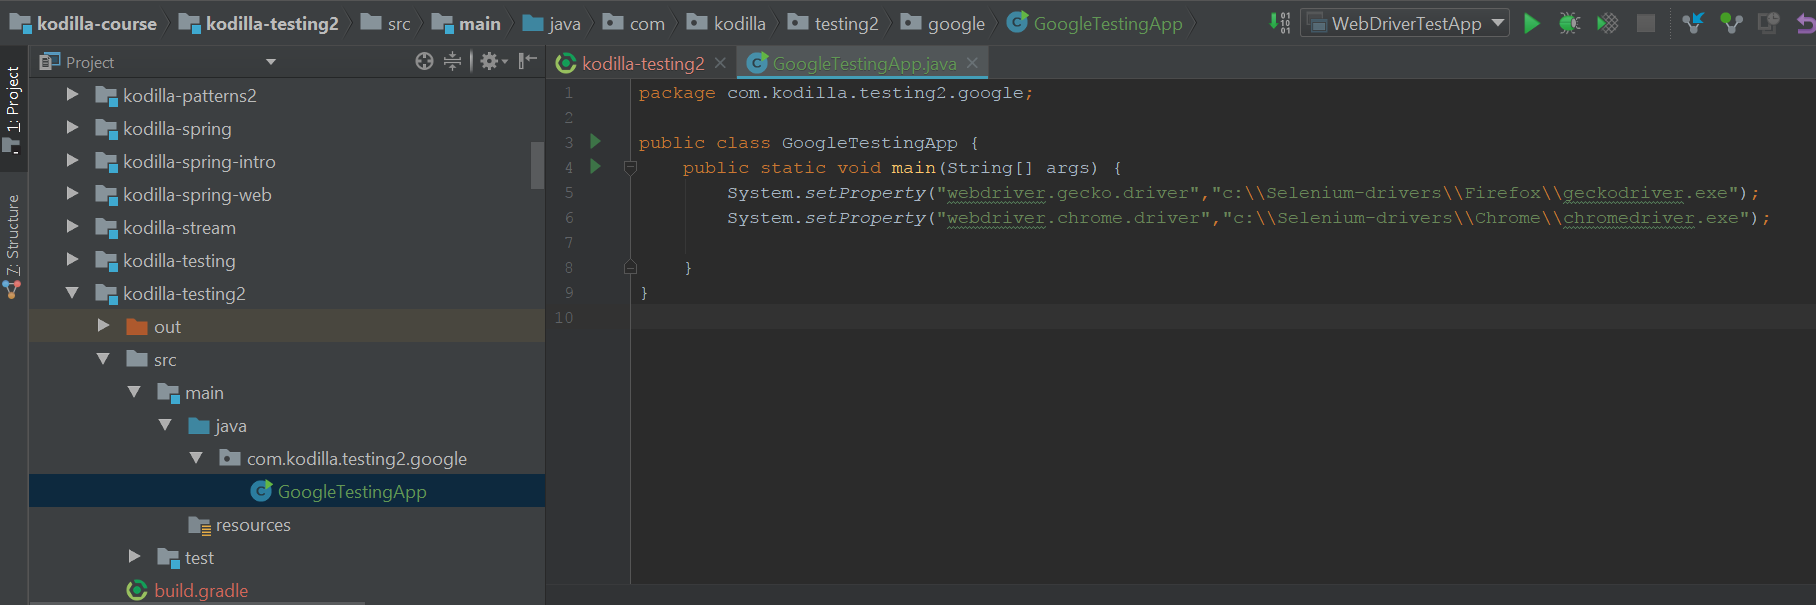 kodilla-course kodilla-testing2 src main java com kodilla testing2 google GoogleTestingApp WebDriverTestApp
Project
kodilla-testing2 GoogleTestingApp.java
1: Project
7: Structure
kodilla-patterns2
kodilla-spring
kodilla-spring-intro
kodilla-spring-web
kodilla-stream
kodilla-testing
kodilla-testing2
out
src
main
java
com.kodilla.testing2.google
GoogleTestingApp
resources
test
build.gradle
1 package com.kodilla.testing2.google;
2
3 public class GoogleTestingApp {
4 public static void main(String[] args) {
5 System.setProperty("webdriver.gecko.driver","c:\\Selenium-drivers\\Firefox\\geckodriver.exe");
6 System.setProperty("webdriver.chrome.driver","c:\\Selenium-drivers\\Chrome\\chromedriver.exe");
7
8 }
9 }
10